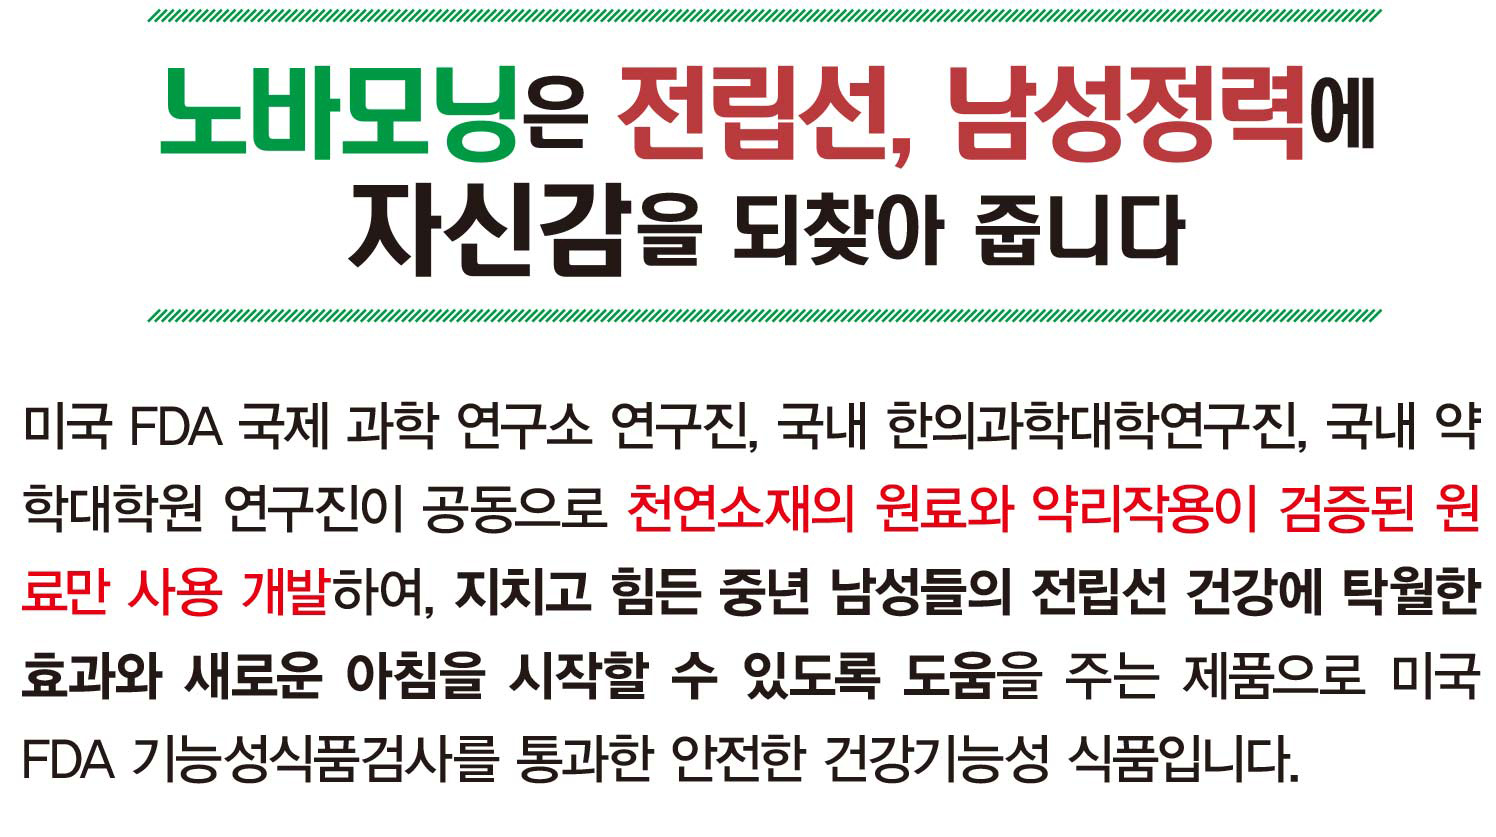 노바모닝은 전립선, 남성정력에
자신감을 되찾아 줍니다
미국 FDA 국제 과학 연구소 연구진, 국내 한의과학대학연구진, 국내 약
학대학원 연구진이 공동으로 천연소재의 원료와 약리작용이 검증된 원
료만 사용 개발하여, 지치고 힘든 중년 남성들의 전립선 건강에 탁월한
효과와 새로운 아침을 시작할 수 있도록 도움을 주는 제품으로 미국
FDA 기능성식품검사를 통과한 안전한 건강기능성 식품입니다.